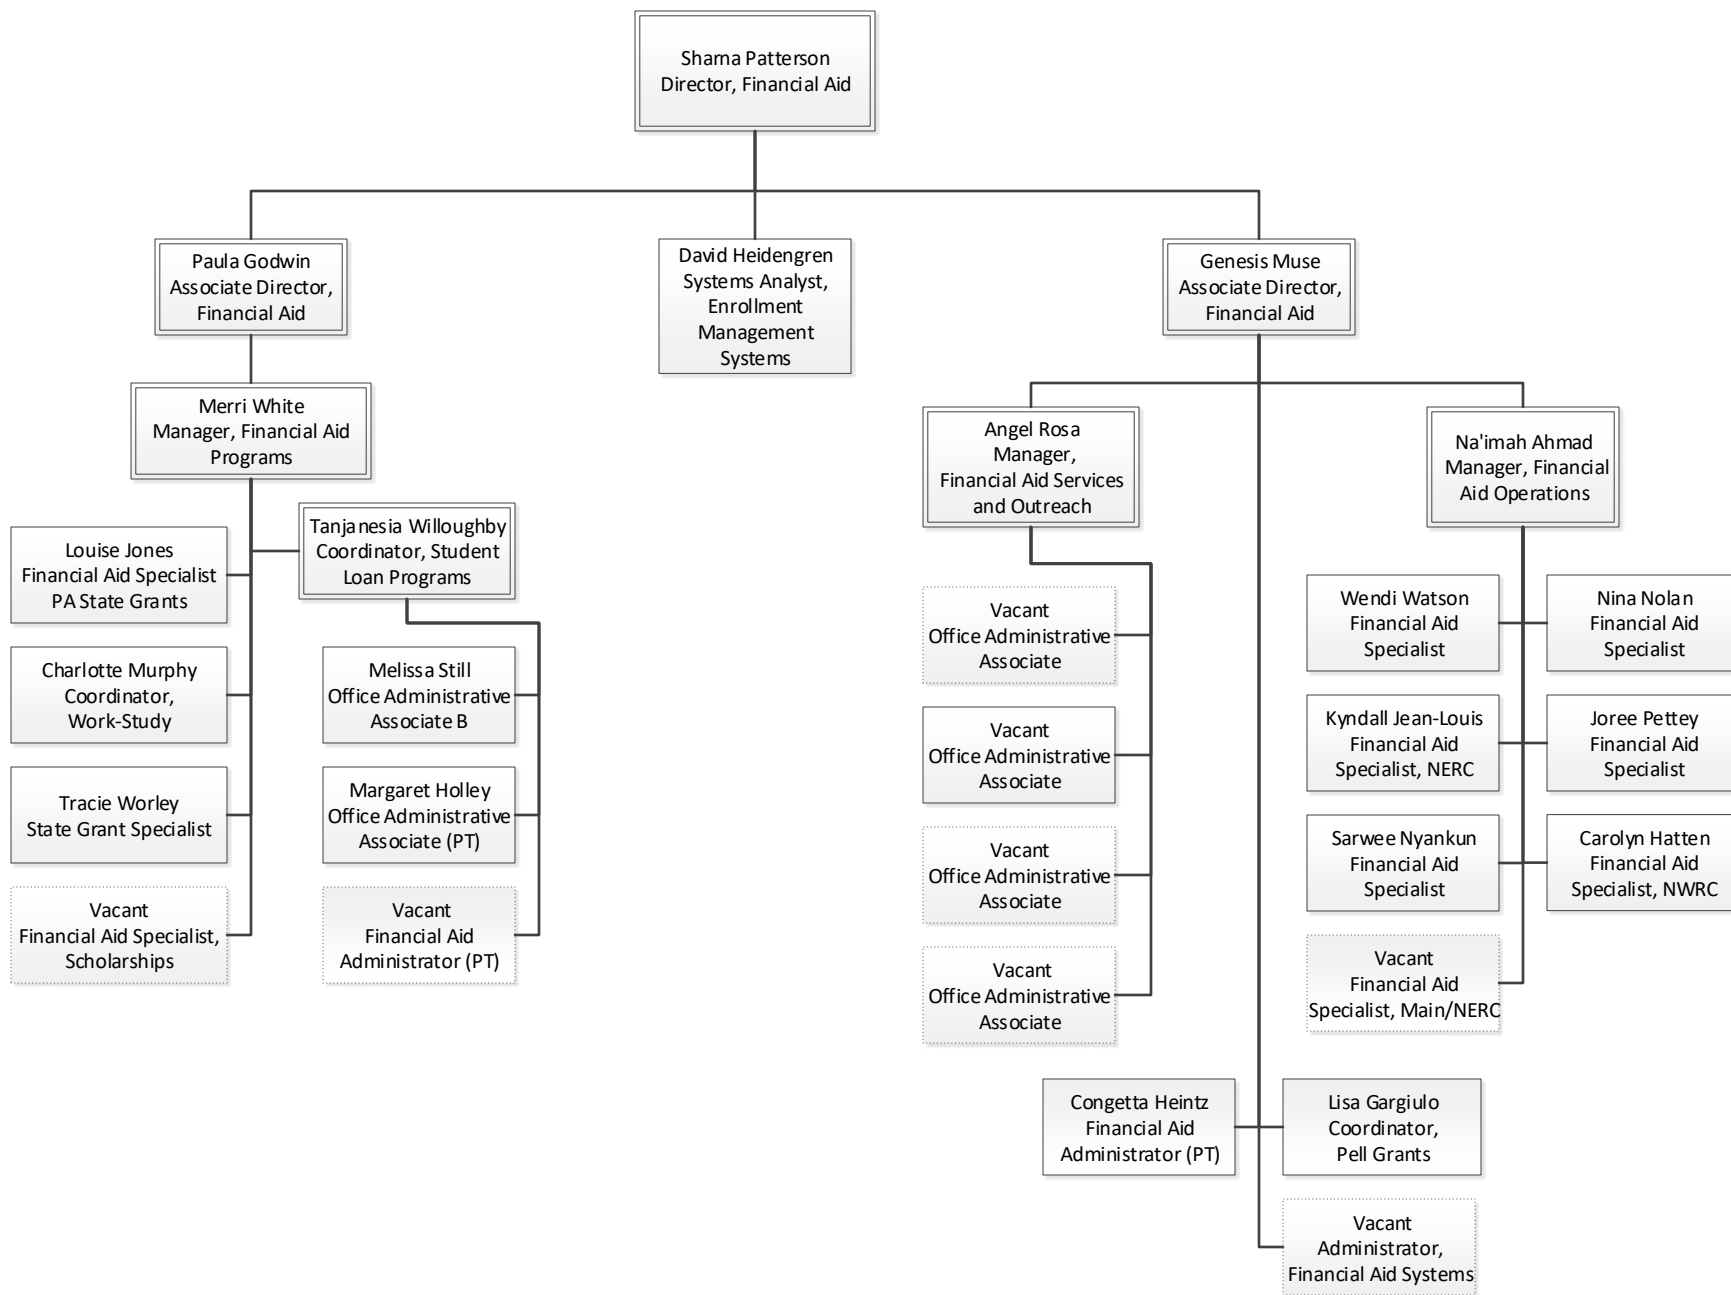 Sharna Patterson
Director, Financial Aid
Paula Godwin
Associate Director,
Financial Aid
David Heidengren
Systems Analyst,
Enrollment
Management
Systems
Genesis Muse
Associate Director,
Financial Aid
Merri White
Manager, Financial Aid
Programs
Louise Jones
Financial Aid Specialist
PA State Grants
Charlotte Murphy
Coordinator,
Work-Study
Tracie Worley
State Grant Specialist
Vacant
Financial Aid Specialist,
Scholarships
Tanjanesia Willoughby
Coordinator, Student
Loan Programs
Melissa Still
Office Administrative
Associate B
Margaret Holley
Office Administrative
Associate (PT)
Vacant
Financial Aid
Administrator (PT)
Angel Rosa
Manager,
Financial Aid Services
and Outreach
Vacant
Office Administrative
Associate
Vacant
Office Administrative
Associate
Vacant
Office Administrative
Associate
Vacant
Office Administrative
Associate
Na'imah Ahmad
Manager, Financial
Aid Operations
Wendi Watson
Financial Aid
Specialist
Nina Nolan
Financial Aid
Specialist
Kyndall Jean-Louis
Financial Aid
Specialist, NERC
Joree Pettey
Financial Aid
Specialist
Sarwee Nyankun
Financial Aid
Specialist
Carolyn Hatten
Financial Aid
Specialist, NWRC
Vacant
Financial Aid
Specialist, Main/NERC
Congetta Heintz
Financial Aid
Administrator (PT)
Lisa Gargiulo
Coordinator,
Pell Grants
Vacant
Administrator,
Financial Aid Systems